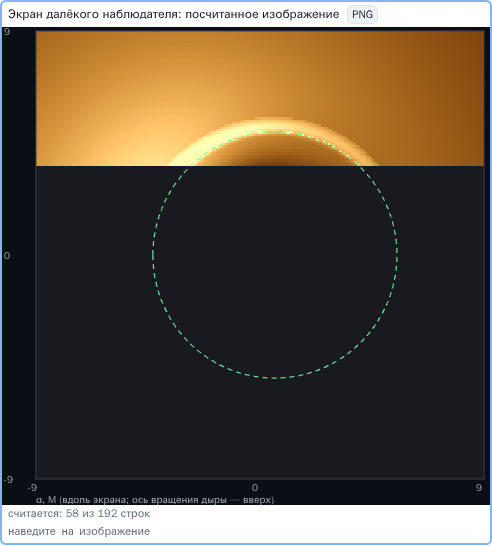 Экран далёкого наблюдателя: посчитанное изображение PNG
9
0
-9
-9 0 9
α, M (вдоль экрана; ось вращения дыры — вверх)
считается: 58 из 192 строк
наведите на изображение